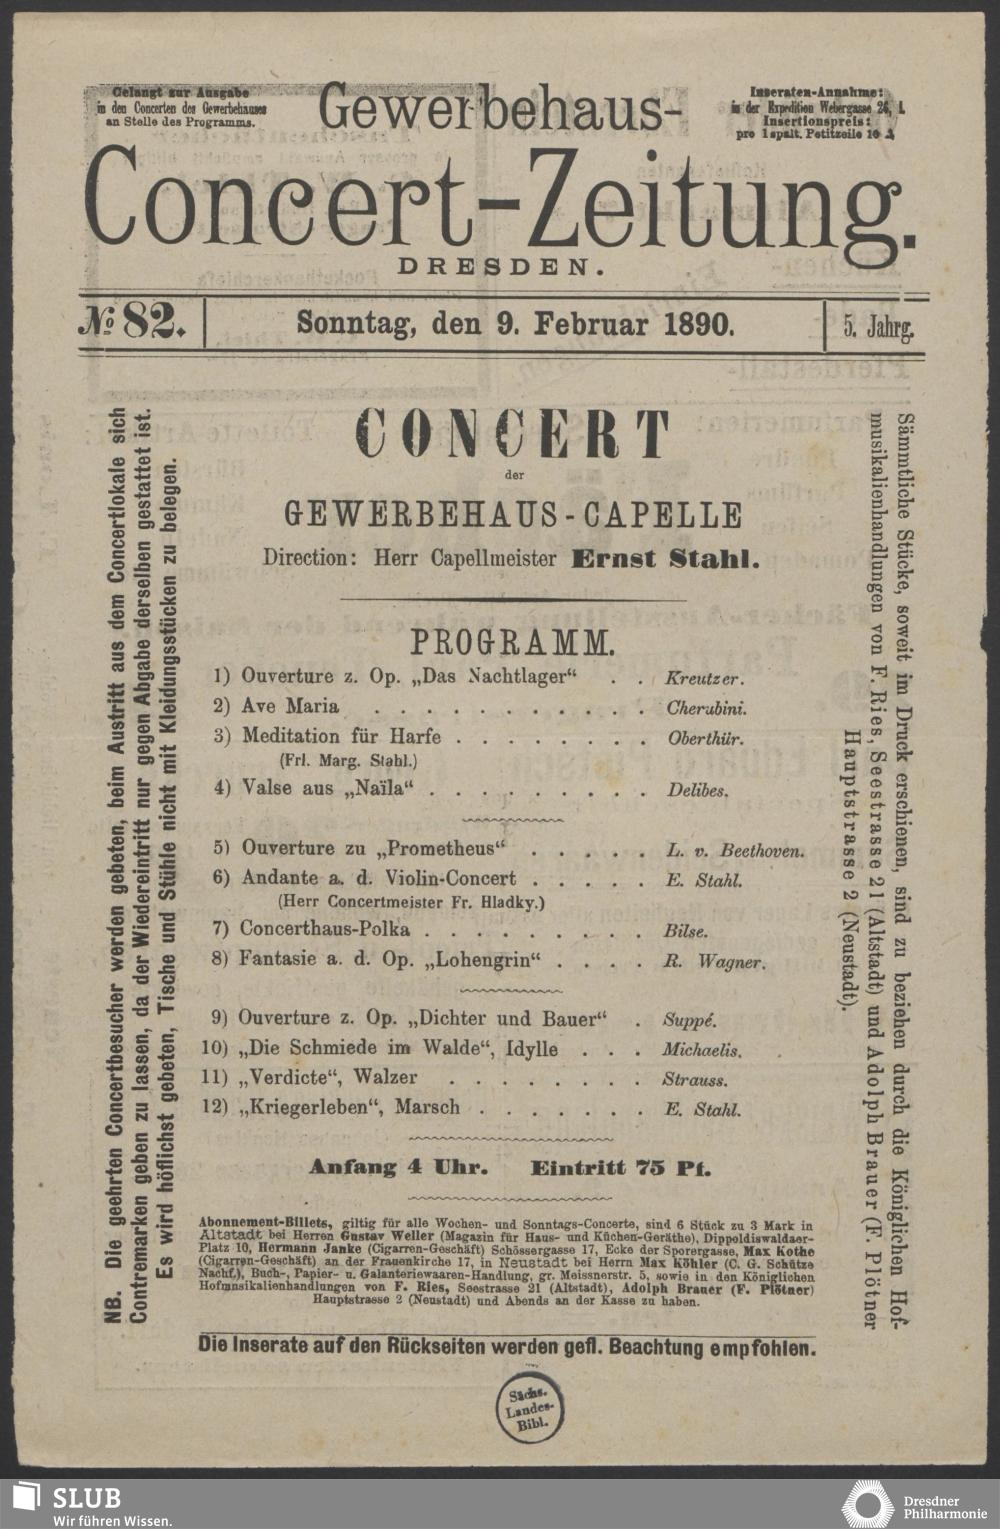 Gelangt zur Ausgabe
in den Concerten des Gewerbehauses
an Stelle des Programms.
Gewerbehaus-
Inseraten-Annahme:
in der Expedition Webergasse 26, I.
Insertionspreis:
pro 1spalt. Petitzeile 10 ₰
Concert-Zeitung.
DRESDEN.
№ 82.
Sonntag, den 9. Februar 1890.
5. Jahrg.
NB. Die geehrten Concertbesucher werden gebeten, beim Austritt aus dem Concertlokale sich
Contremarken geben zu lassen, da der Wiedereintritt nur gegen Abgabe derselben gestattet ist.
Es wird höflichst gebeten, Tische und Stühle nicht mit Kleidungsstücken zu belegen.
CONCERT
der
GEWERBEHAUS-CAPELLE
Direction: Herr Capellmeister Ernst Stahl.
PROGRAMM.
1) Ouverture z. Op. „Das Nachtlager“ . . Kreutzer.
2) Ave Maria . . . . . . . . . . . Cherubini.
3) Meditation für Harfe . . . . . . . . Oberthür.
(Frl. Marg. Stahl.)
4) Valse aus „Naïla“ . . . . . . . . . Delibes.
5) Ouverture zu „Prometheus“ . . . . . L. v. Beethoven.
6) Andante a. d. Violin-Concert . . . . . E. Stahl.
(Herr Concertmeister Fr. Hladky.)
7) Concerthaus-Polka . . . . . . . . . Bilse.
8) Fantasie a. d. Op. „Lohengrin“ . . . . R. Wagner.
9) Ouverture z. Op. „Dichter und Bauer“ . Suppé.
10) „Die Schmiede im Walde“, Idylle . . . Michaelis.
11) „Verdicte“, Walzer . . . . . . . . Strauss.
12) „Kriegerleben“, Marsch . . . . . . . E. Stahl.
Anfang 4 Uhr. Eintritt 75 Pf.
Abonnement-Billets, giltig für alle Wochen- und Sonntags-Concerte, sind 6 Stück zu 3 Mark in
Altstadt bei Herren Gustav Weller (Magazin für Haus- und Küchen-Geräthe), Dippoldiswaldaer-
Platz 10, Hermann Janke (Cigarren-Geschäft) Schössergasse 17, Ecke der Sporergasse, Max Kothe
(Cigarren-Geschäft) an der Frauenkirche 17, in Neustadt bei Herrn Max Köhler (C. G. Schütze
Nachf.), Buch-, Papier- u. Galanteriewaaren-Handlung, gr. Meissnerstr. 5, sowie in den Königlichen
Hofmusikalienhandlungen von F. Ries, Seestrasse 21 (Altstadt), Adolph Brauer (F. Plötner)
Hauptstrasse 2 (Neustadt) und Abends an der Kasse zu haben.
Die Inserate auf den Rückseiten werden gefl. Beachtung empfohlen.
Sämmtliche Stücke, soweit im Druck erschienen, sind zu beziehen durch die Königlichen Hof-
musikalienhandlungen von F. Ries, Seestrasse 21 (Altstadt) und Adolph Brauer (F. Plötner
Hauptstrasse 2 (Neustadt).
Sächs.
Landes-
Bibl.
SLUB
Wir führen Wissen.
Dresdner
Philharmonie